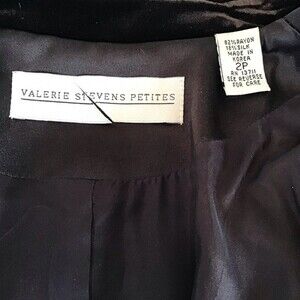 VALERIE STEVENS PETITES
82% RAYON
18% SILK
MADE IN
KOREA
2P
RN 13711
SEE REVERSE
FOR CARE